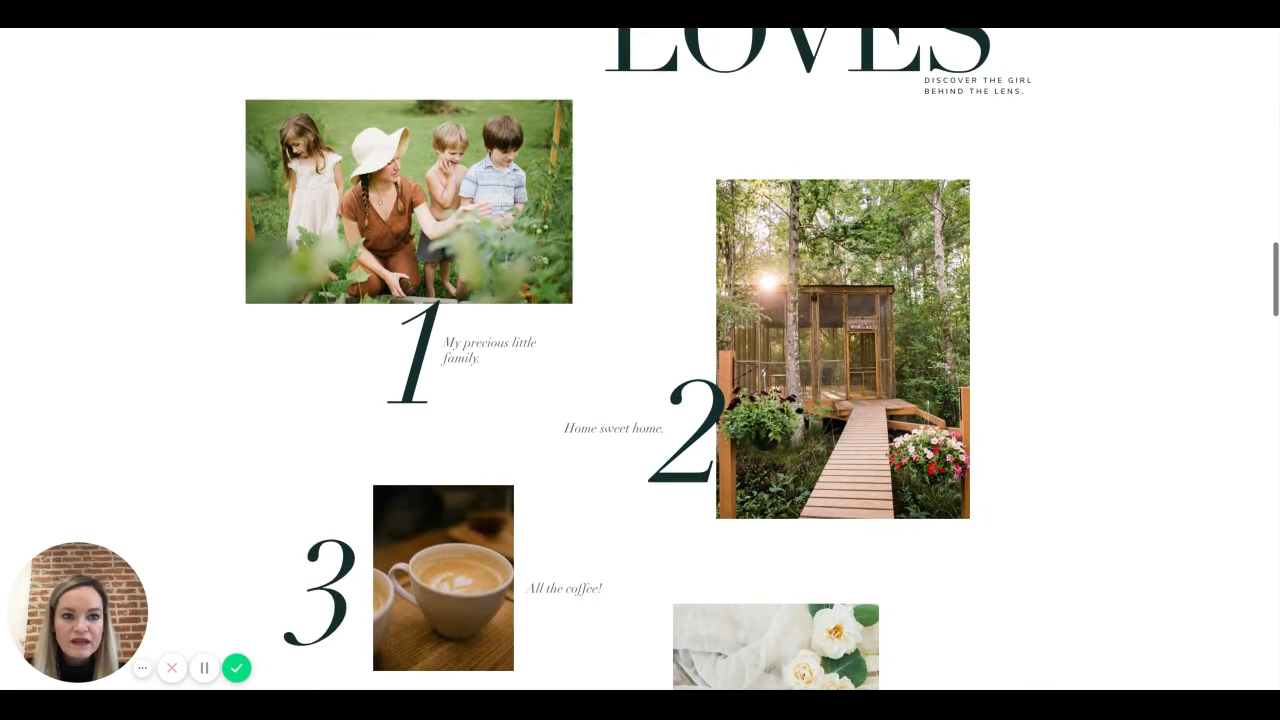 LOVES
DISCOVER THE GIRL
BEHIND THE LENS.
1
My precious little
family.
2
Home sweet home.
3
All the coffee!